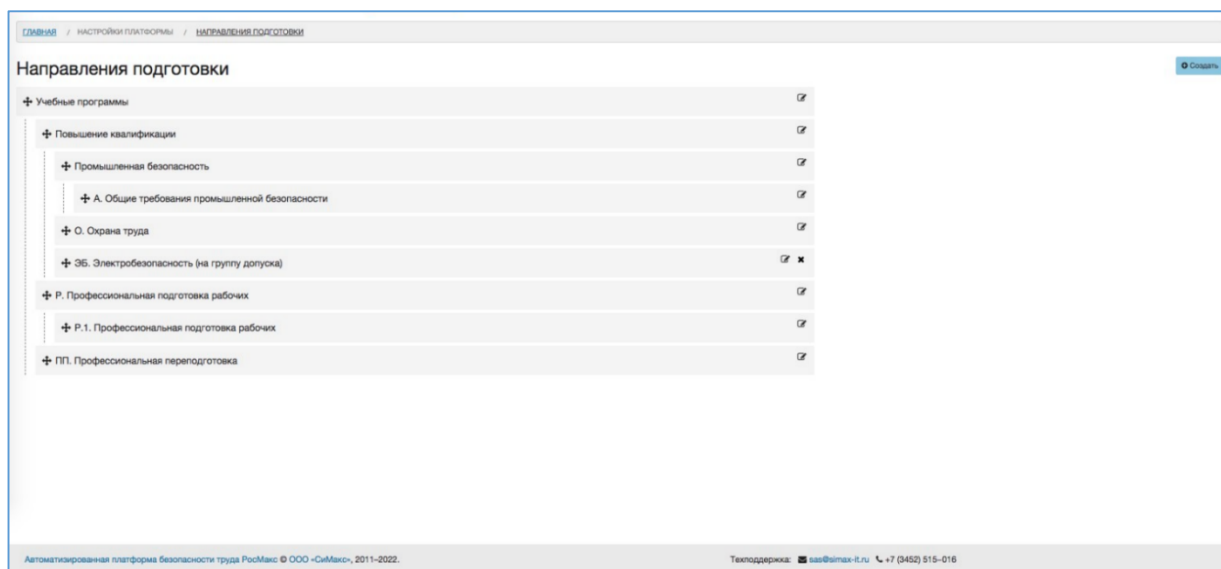 ГЛАВНАЯ / НАСТРОЙКИ ПЛАТФОРМЫ / НАПРАВЛЕНИЯ ПОДГОТОВКИ
Направления подготовки
Создать
Учебные программы
Повышение квалификации
Промышленная безопасность
А. Общие требования промышленной безопасности
О. Охрана труда
ЭБ. Электробезопасность (на группу допуска)
Р. Профессиональная подготовка рабочих
Р.1. Профессиональная подготовка рабочих
ПП. Профессиональная переподготовка
Автоматизированная платформа безопасности труда РосМакс © ООО «СиМакс», 2011–2022. Техподдержка: sas@simax-it.ru +7 (3452) 515–016